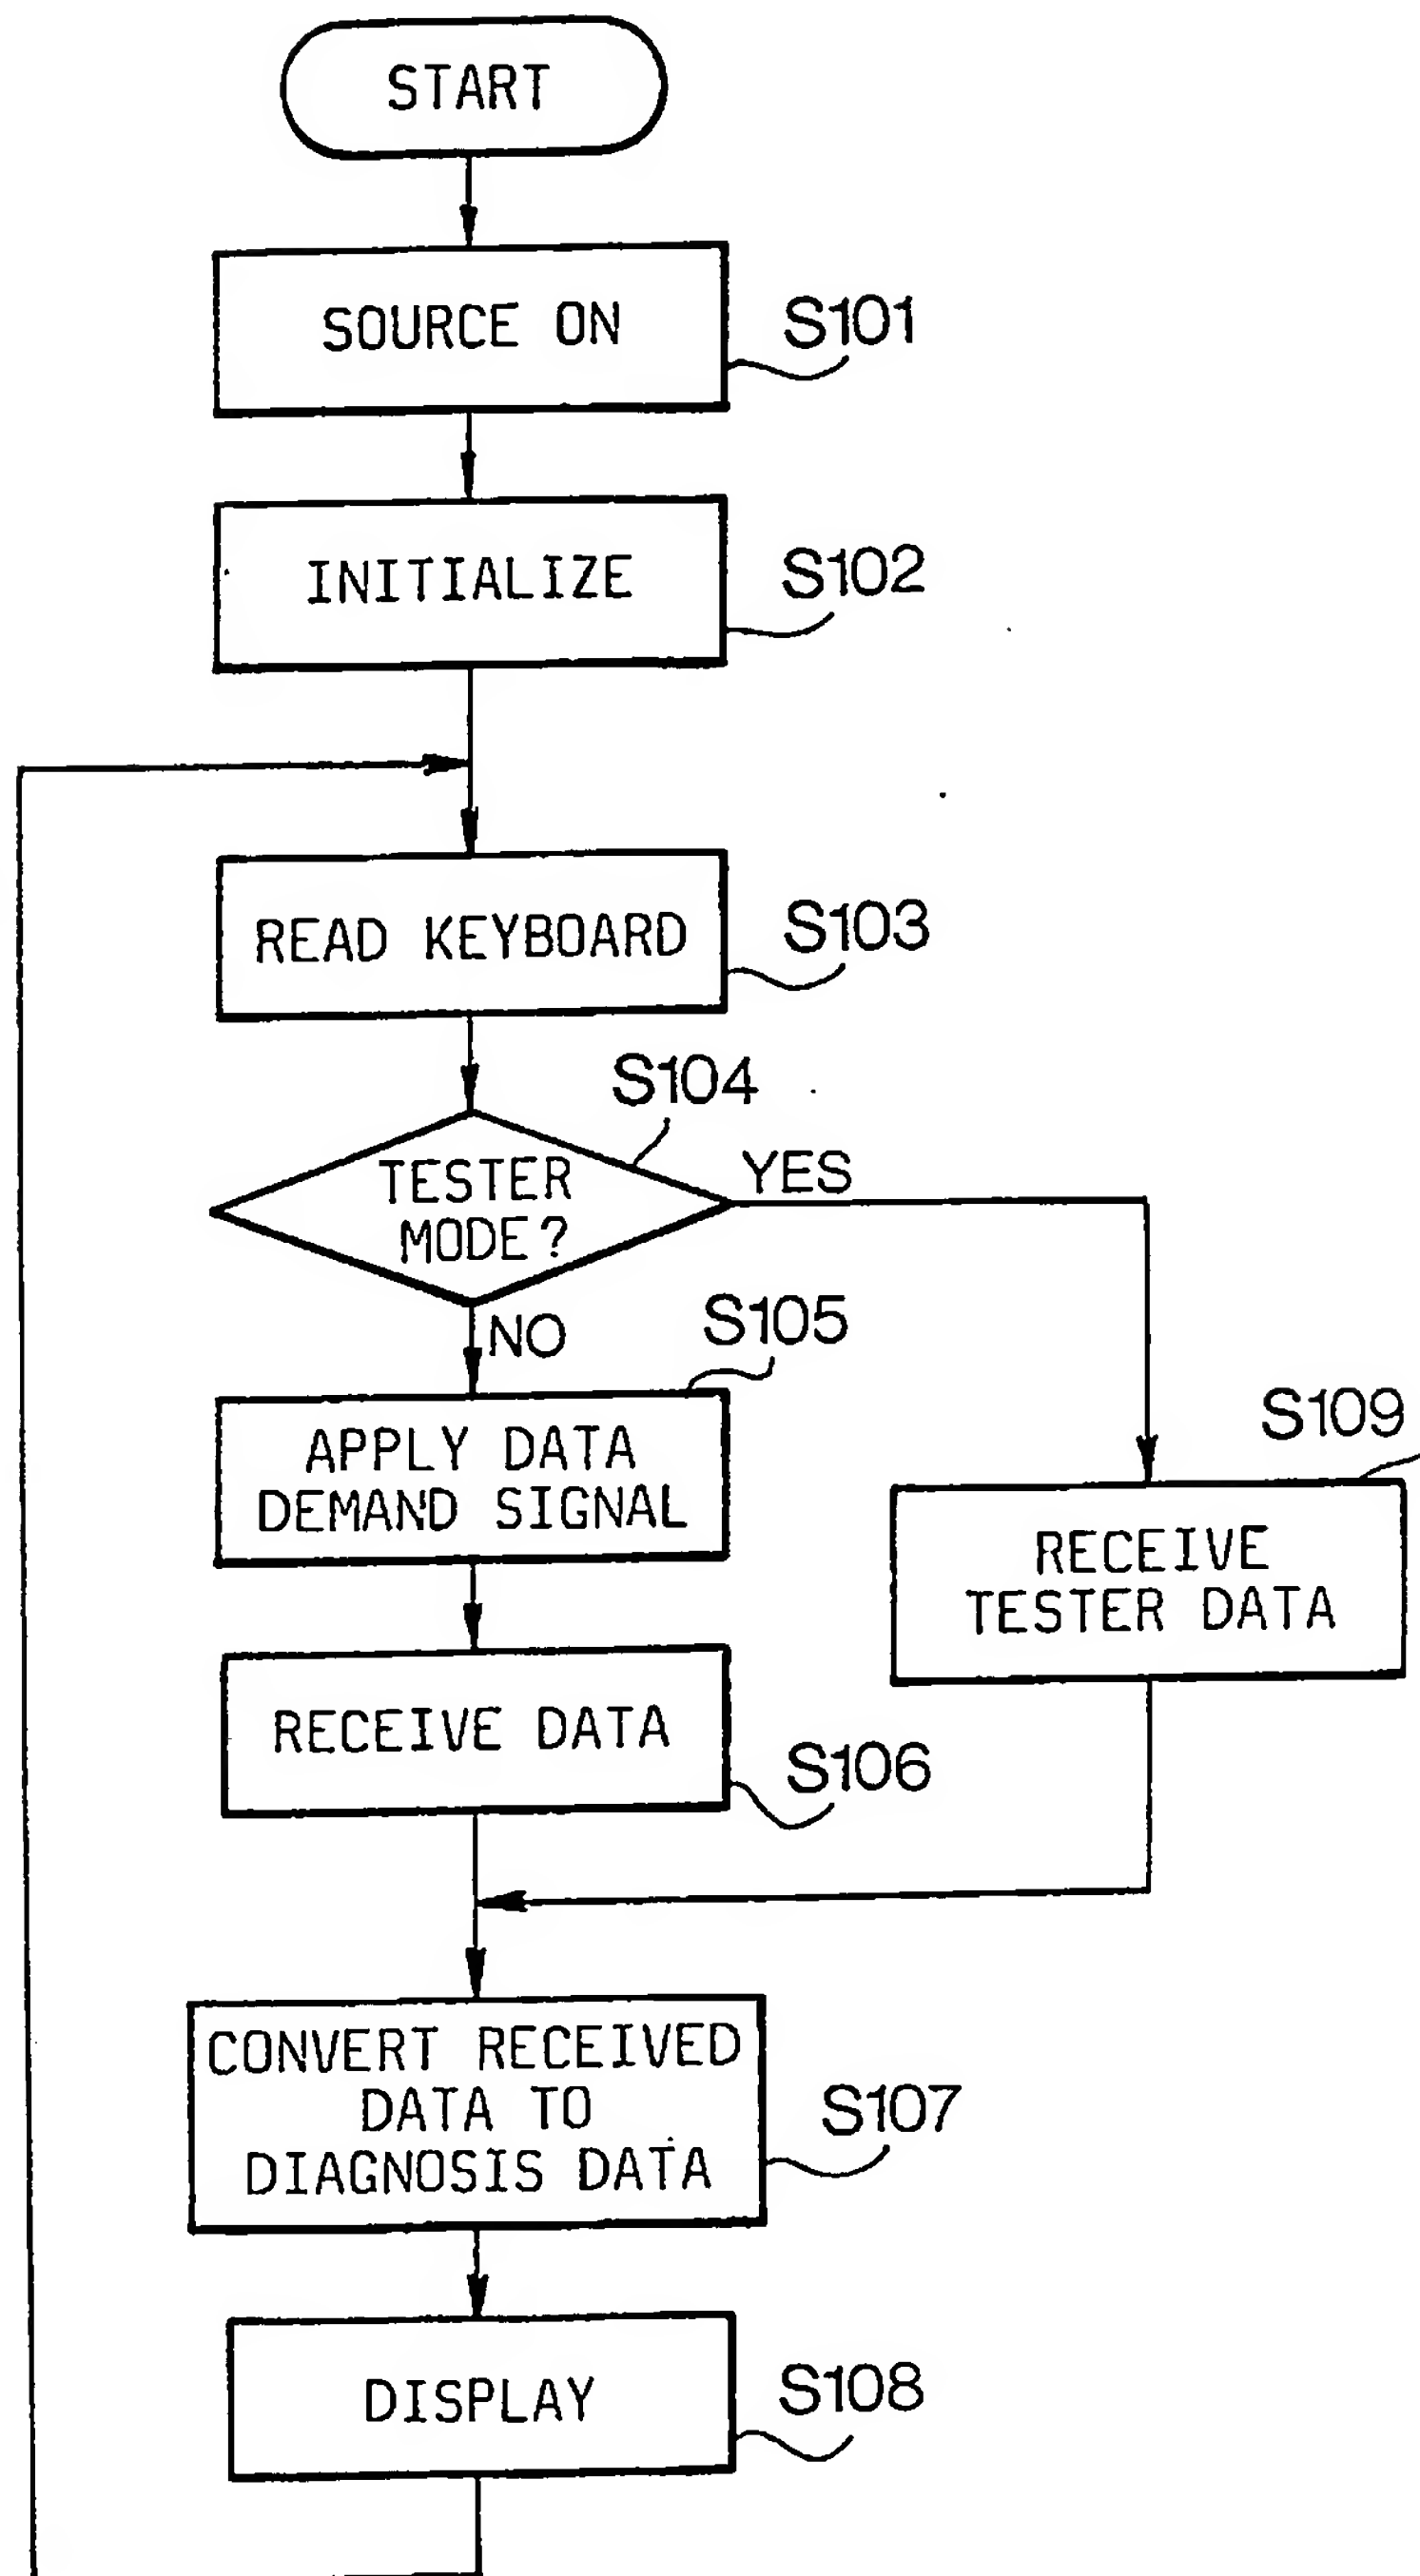 START
SOURCE ON
S101
INITIALIZE
S102
READ KEYBOARD
S103
S104
TESTER
MODE?
YES
NO
S105
APPLY DATA
DEMAND SIGNAL
S109
RECEIVE
TESTER DATA
RECEIVE DATA
S106
CONVERT RECEIVED
DATA TO
DIAGNOSIS DATA
S107
DISPLAY
S108